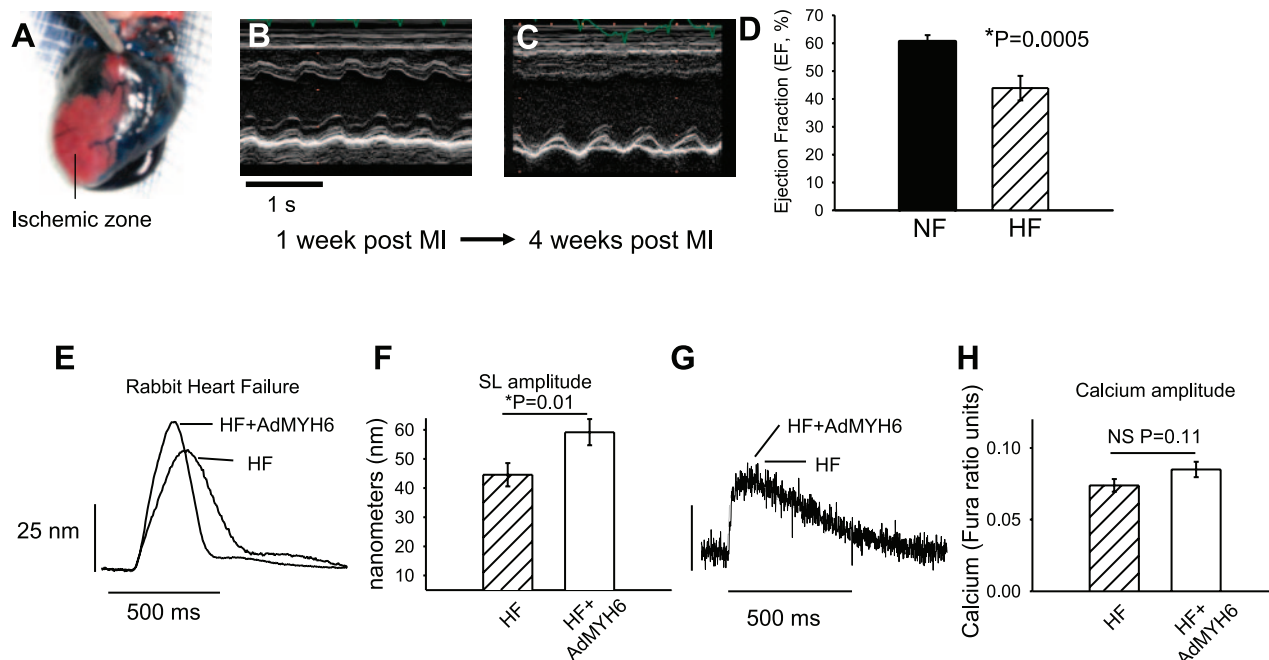 A
Ischemic zone
B
1 s
C
1 week post MI
4 weeks post MI
D
Ejection Fraction (EF, %)
70
60
50
40
30
20
10
0
*P=0.0005
NF
HF
E
Rabbit Heart Failure
HF+AdMYH6
HF
25 nm
500 ms
F
SL amplitude
*P=0.01
nanometers (nm)
60
50
40
30
20
10
HF
HF+
AdMYH6
G
HF+AdMYH6
HF
500 ms
H
Calcium amplitude
NS P=0.11
Calcium (Fura ratio units)
0.10
0.05
0.00
HF
HF+
AdMYH6